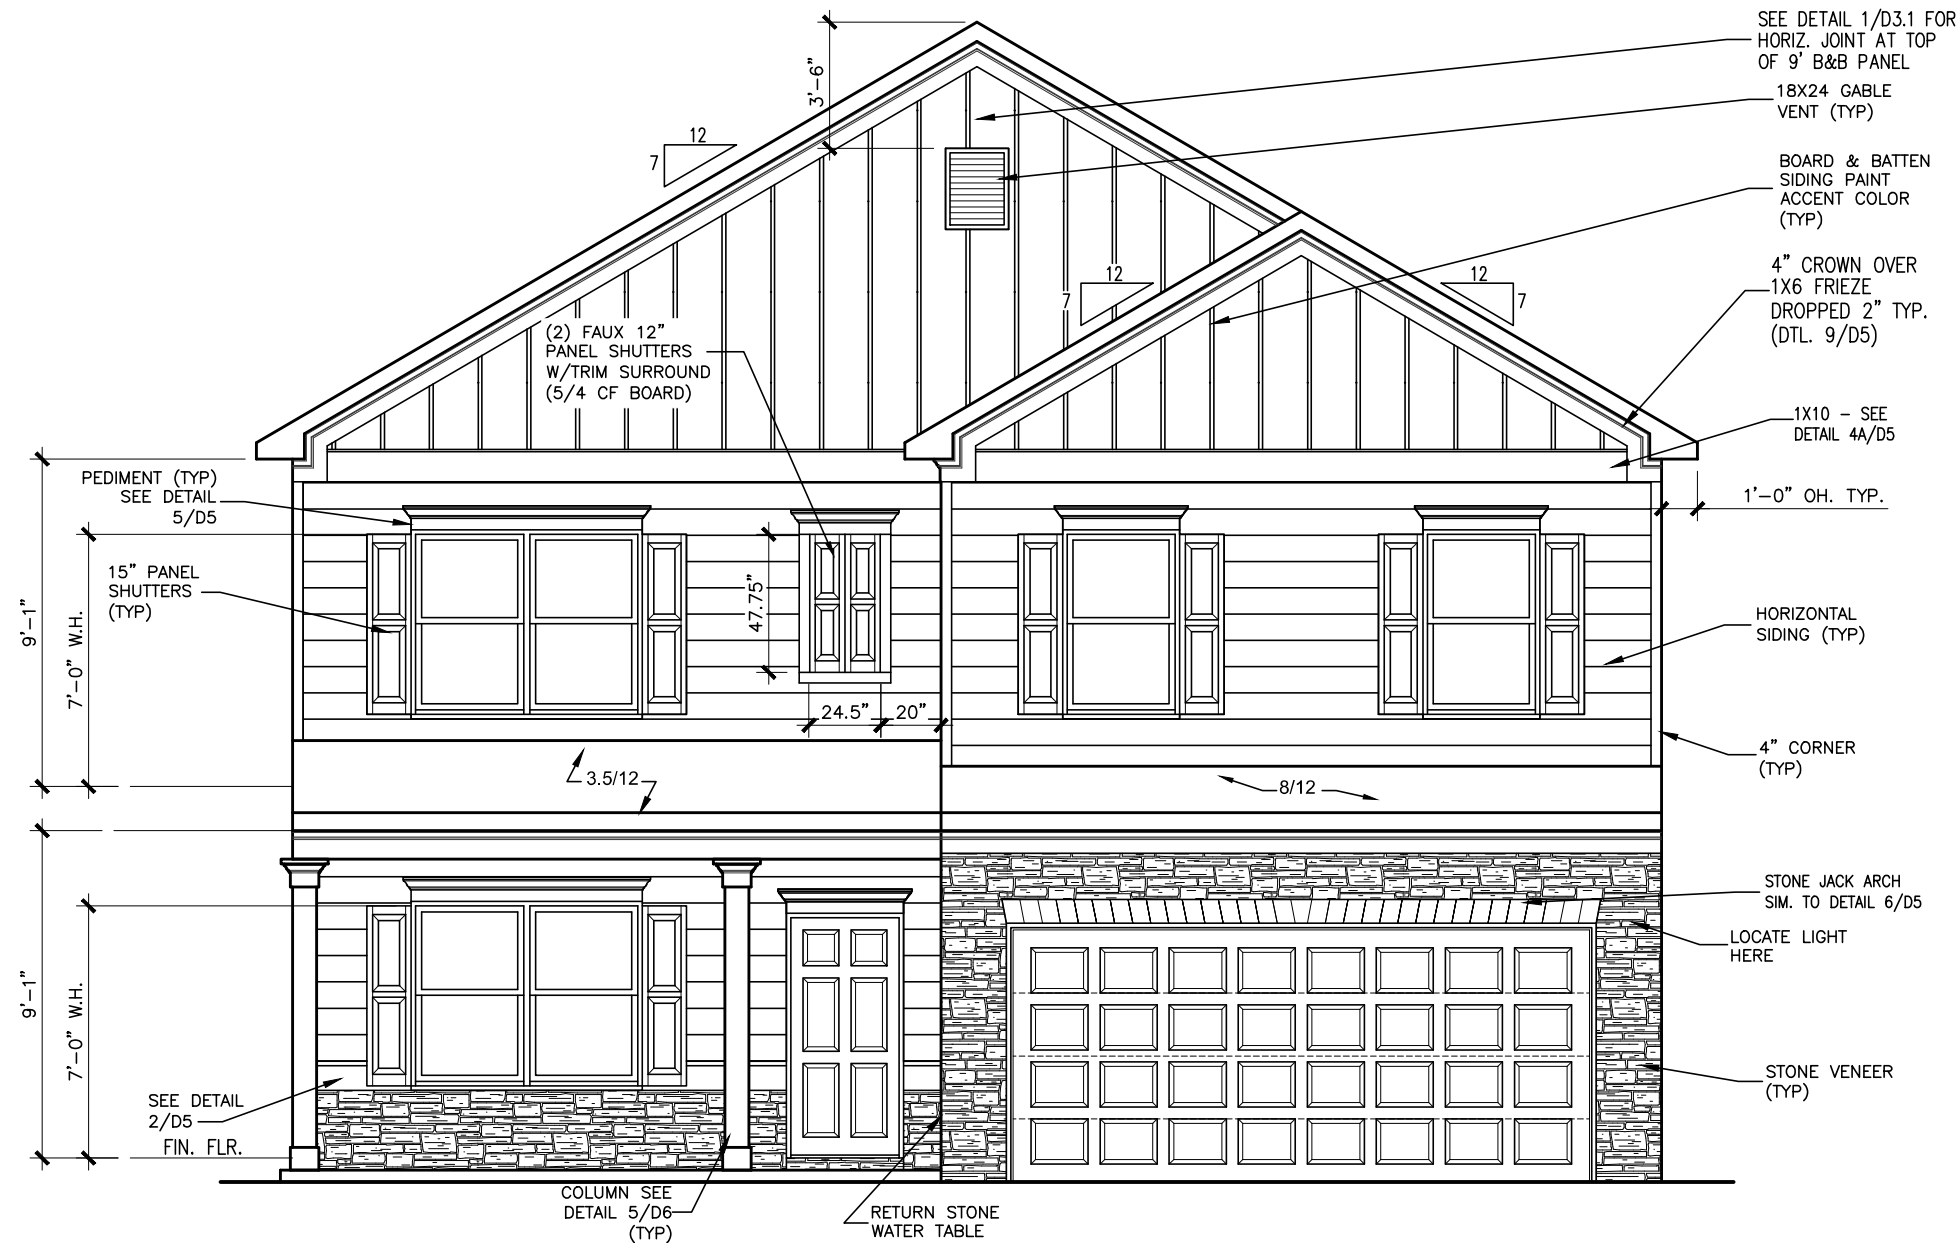 SEE DETAIL 1/D3.1 FOR
HORIZ. JOINT AT TOP
OF 9' B&B PANEL
18X24 GABLE
VENT (TYP)
BOARD & BATTEN
SIDING PAINT
ACCENT COLOR
(TYP)
4" CROWN OVER
1X6 FRIEZE
DROPPED 2" TYP.
(DTL. 9/D5)
1X10 - SEE
DETAIL 4A/D5
1'-0" OH. TYP.
3'-6"
12
7
12
7
12
7
(2) FAUX 12"
PANEL SHUTTERS
W/TRIM SURROUND
(5/4 CF BOARD)
PEDIMENT (TYP)
SEE DETAIL
5/D5
15" PANEL
SHUTTERS
(TYP)
9'-1"
7'-0" W.H.
47.75"
24.5"
20"
HORIZONTAL
SIDING (TYP)
4" CORNER
(TYP)
3.5/12
8/12
9'-1"
7'-0" W.H.
STONE JACK ARCH
SIM. TO DETAIL 6/D5
LOCATE LIGHT
HERE
STONE VENEER
(TYP)
SEE DETAIL
2/D5
FIN. FLR.
COLUMN SEE
DETAIL 5/D6
(TYP)
RETURN STONE
WATER TABLE